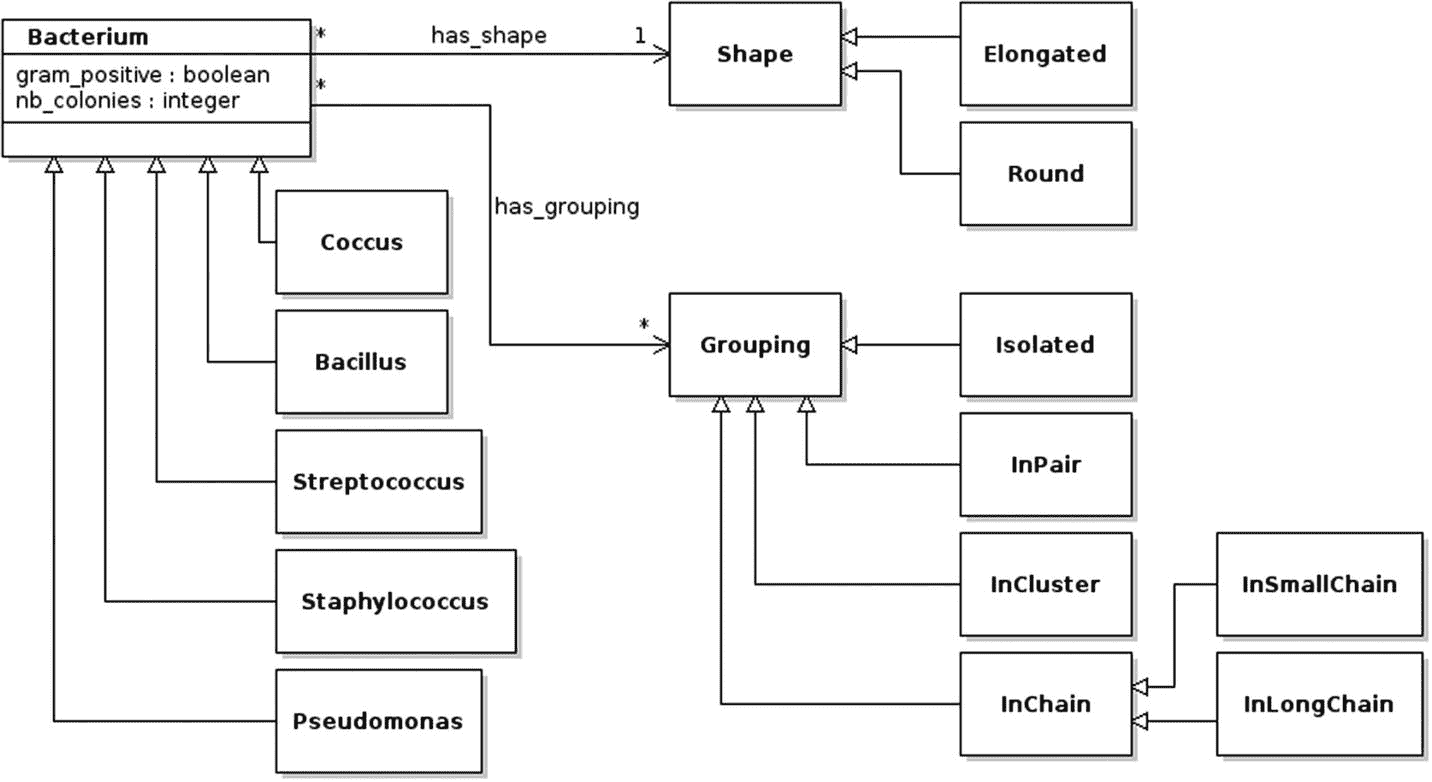 Bacterium
gram_positive : boolean
nb_colonies : integer
* has_shape 1
*
has_grouping
*
Shape
Elongated
Round
Coccus
Bacillus
Streptococcus
Staphylococcus
Pseudomonas
Grouping
Isolated
InPair
InCluster
InChain
InSmallChain
InLongChain